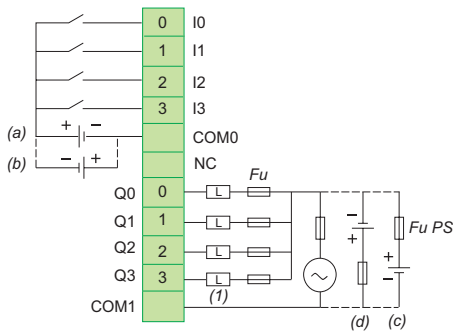 0 I0
1 I1
2 I2
3 I3
(a) + − COM0
(b) − + NC
Q0 0 L Fu
Q1 1 L
Q2 2 L
Q3 3 L
(1)
COM1
− +
Fu PS
+ −
(d) (c)